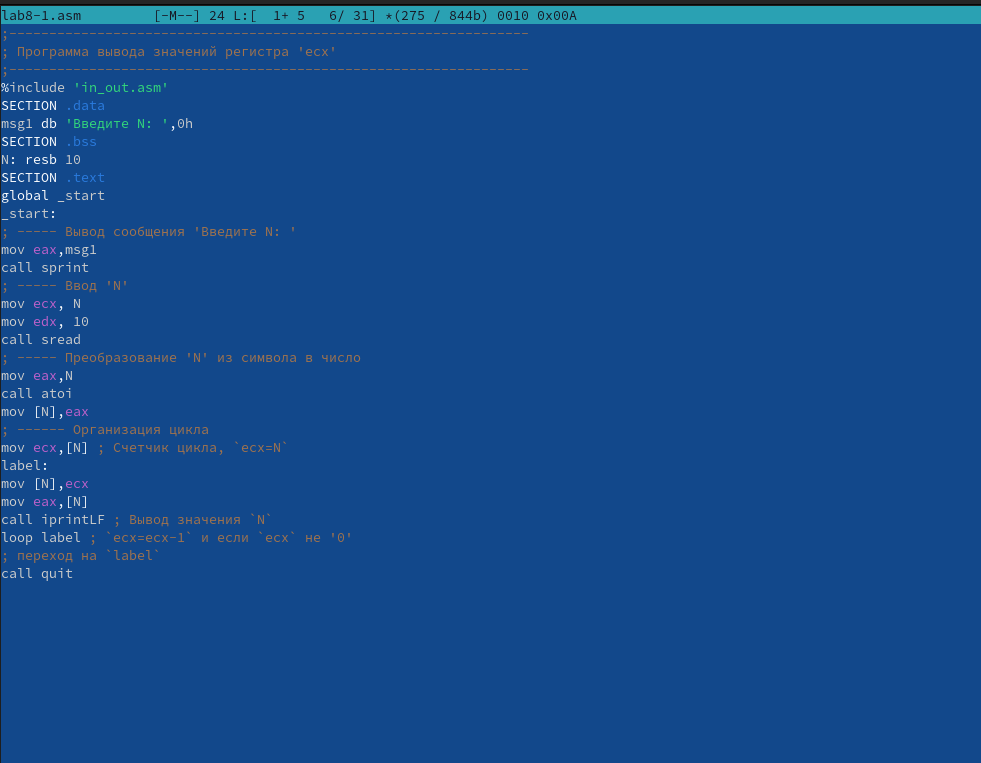 lab8-1.asm [-M--] 24 L:[ 1+ 5 6/ 31] *(275 / 844b) 0010 0x00A
;-----------------------------------------------------------------
; Программа вывода значений регистра 'ecx'
;-----------------------------------------------------------------
%include 'in_out.asm'
SECTION .data
msg1 db 'Введите N: ',0h
SECTION .bss
N: resb 10
SECTION .text
global _start
_start:
; ----- Вывод сообщения 'Введите N: '
mov eax,msg1
call sprint
; ----- Ввод 'N'
mov ecx, N
mov edx, 10
call sread
; ----- Преобразование 'N' из символа в число
mov eax,N
call atoi
mov [N],eax
; ------ Организация цикла
mov ecx,[N] ; Счетчик цикла, `ecx=N`
label:
mov [N],ecx
mov eax,[N]
call iprintLF ; Вывод значения `N`
loop label ; `ecx=ecx-1` и если `ecx` не '0'
; переход на `label`
call quit